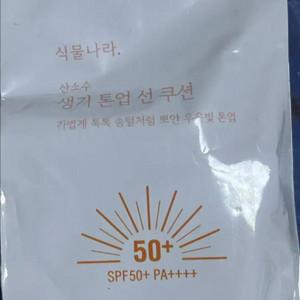 식물나라.
산소수
생기 톤업 선 쿠션
가볍게 톡톡 솜털처럼 뽀얀 우윳빛 톤업
50+
SPF50+ PA++++